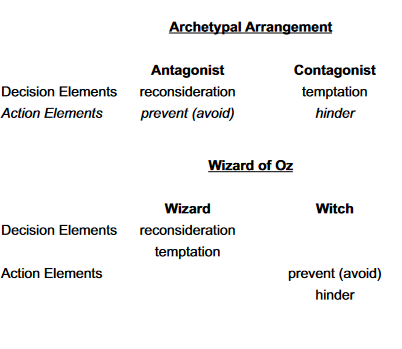 Archetypal Arrangement
Antagonist Contagonist
Decision Elements reconsideration temptation
Action Elements prevent (avoid) hinder
Wizard of Oz
Wizard Witch
Decision Elements reconsideration
temptation
Action Elements prevent (avoid)
hinder